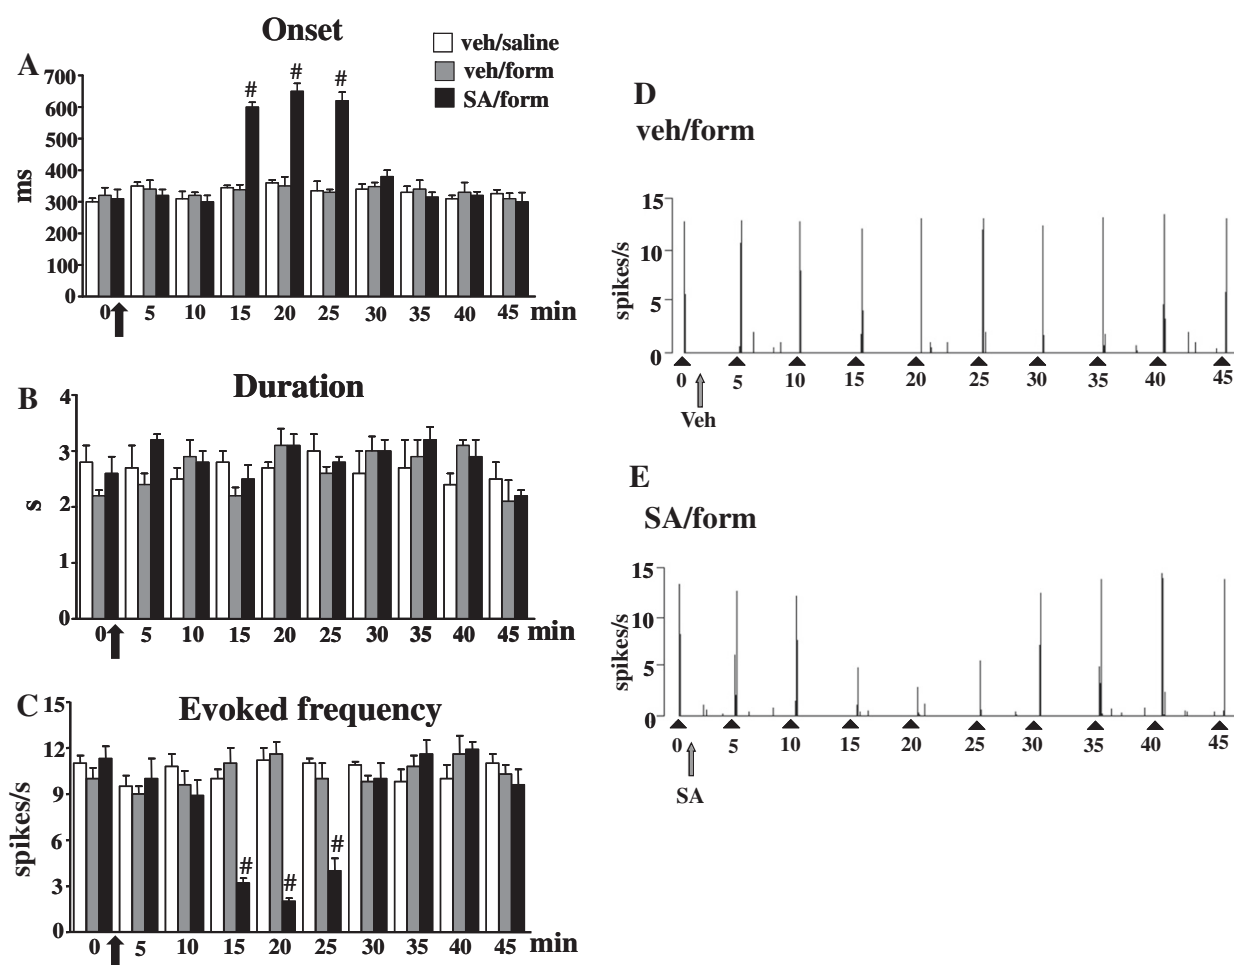 Onset
veh/saline
veh/form
SA/form
A
700
600
500
400
300
200
100
0
ms
# # #
0 5 10 15 20 25 30 35 40 45 min
B
Duration
4
3
2
1
0
s
0 5 10 15 20 25 30 35 40 45 min
C
Evoked frequency
15
12
9
6
3
0
spikes/s
# # #
0 5 10 15 20 25 30 35 40 45 min
D
veh/form
15
10
5
0
spikes/s
0 5 10 15 20 25 30 35 40 45
Veh
E
SA/form
15
10
5
0
spikes/s
0 5 10 15 20 25 30 35 40 45
SA